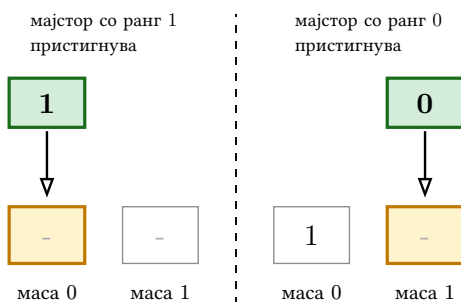 мајстор со ранг 1
пристигнува
мајстор со ранг 0
пристигнува
1
0
-
-
1
-
маса 0
маса 1
маса 0
маса 1